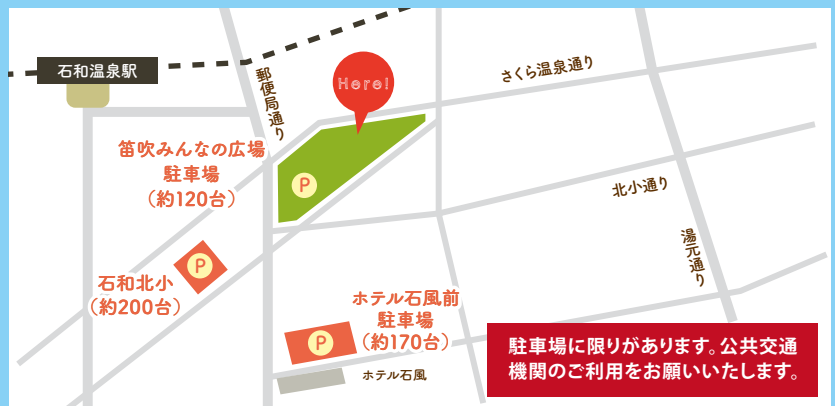 石和温泉駅
郵便局通り
Here!
さくら温泉通り
笛吹みんなの広場
駐車場
（約120台）
P
北小通り
湯元通り
P
石和北小
（約200台）
ホテル石風前
駐車場
（約170台）
P
ホテル石風
駐車場に限りがあります。公共交通
機関のご利用をお願いいたします。